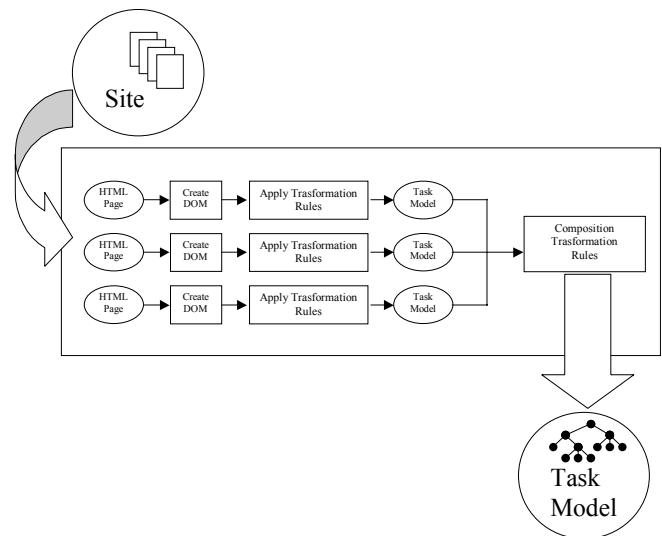 Site
HTML
Page
Create
DOM
Apply Trasformation
Rules
Task
Model
HTML
Page
Create
DOM
Apply Trasformation
Rules
Task
Model
HTML
Page
Create
DOM
Apply Trasformation
Rules
Task
Model
Composition
Trasformation
Rules
Task
Model